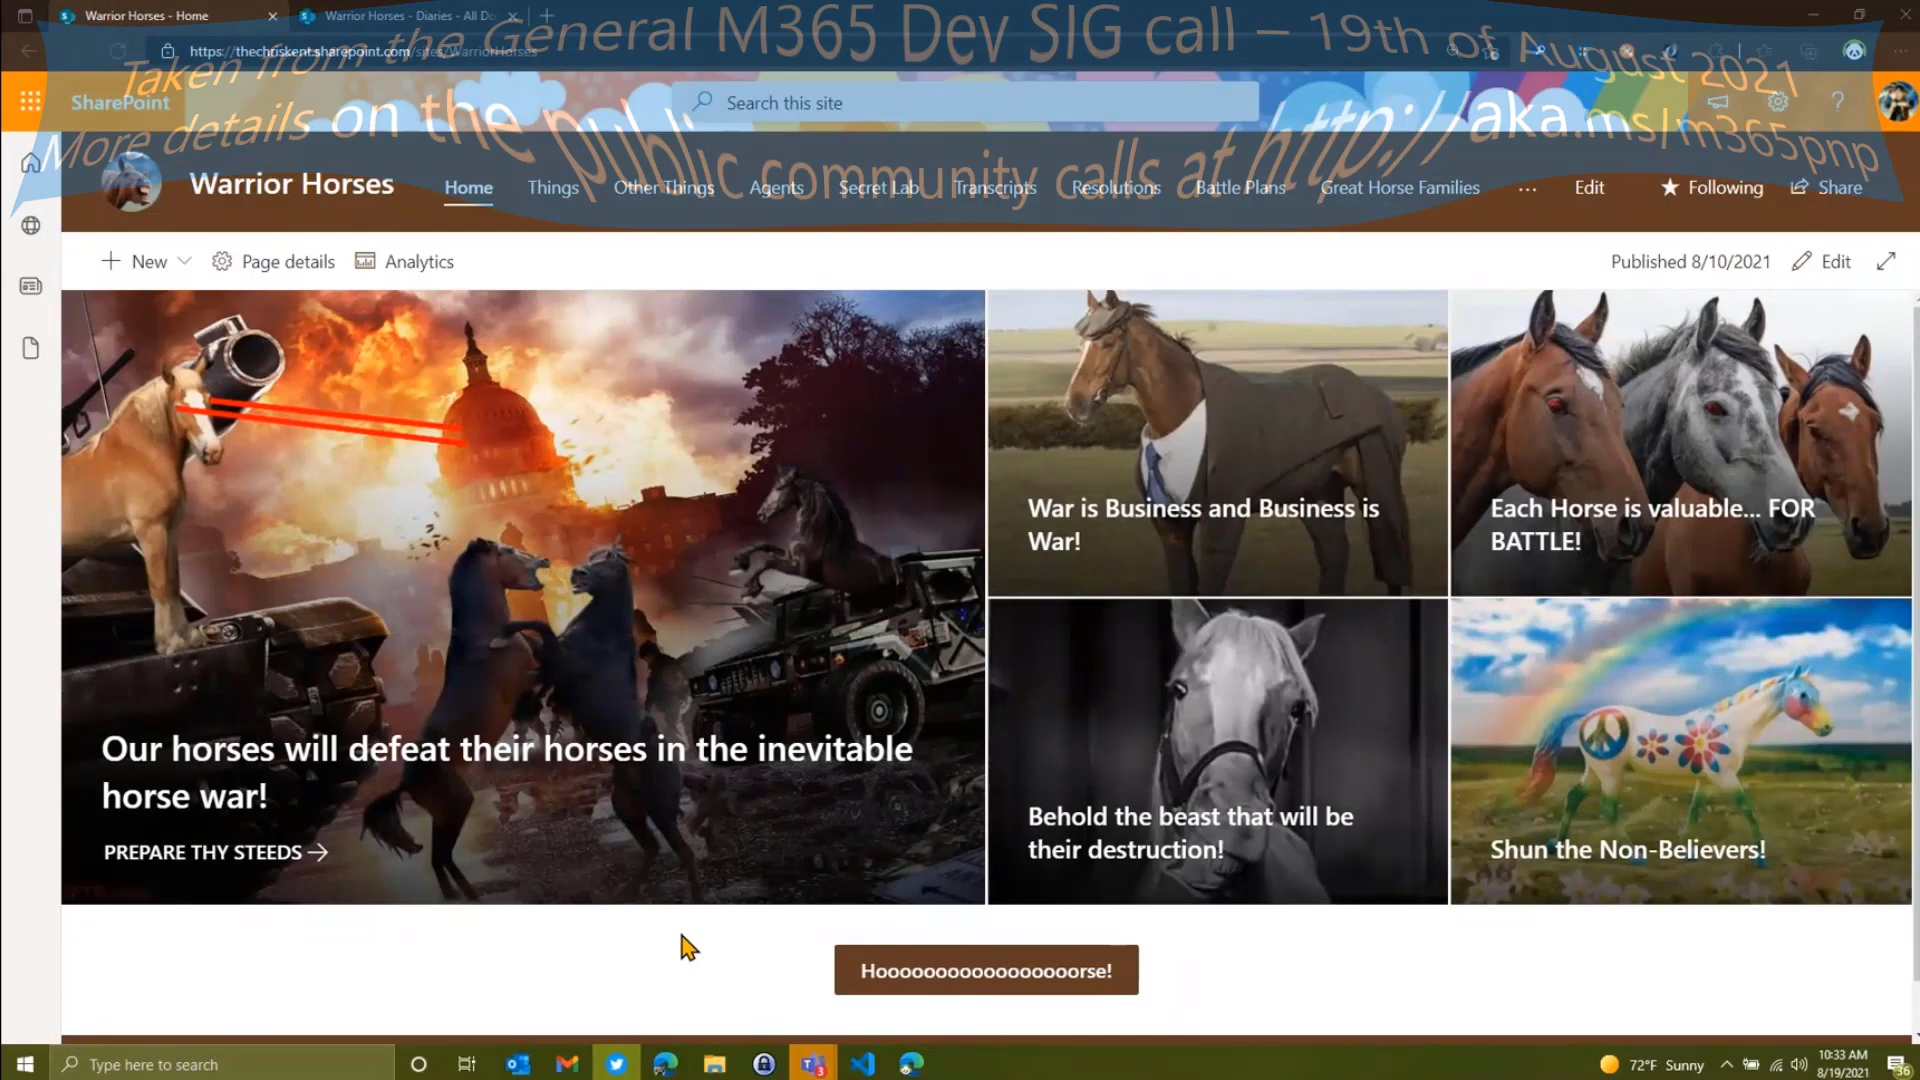 Warrior Horses - Home
Warrior Horses - Diaries - All Do
https://thechriskent.sharepoint.com/sites/WarriorHorses
Taken from the General M365 Dev SIG call – 19th of August 2021
More details on the public community calls at http://aka.ms/m365pnp
SharePoint
Search this site
Warrior Horses
Home Things Other Things Agents Secret Lab Transcripts Resolutions Battle Plans Great Horse Families ... Edit Following Share
New Page details Analytics Published 8/10/2021 Edit
Our horses will defeat their horses in the inevitable
horse war!
PREPARE THY STEEDS
War is Business and Business is
War!
Each Horse is valuable... FOR
BATTLE!
Behold the beast that will be
their destruction!
Shun the Non-Believers!
Hooooooooooooooooorse!
Type here to search
72°F Sunny
10:33 AM
8/19/2021
36
3